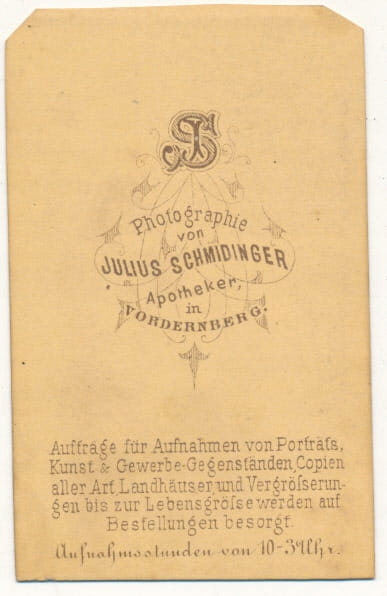 JS
Photographie
von
JULIUS SCHMIDINGER
Apotheker,
in
VORDERNBERG.
Aufträge für Aufnahmen von Porträts,
Kunst & Gewerbe-Gegenständen, Copien
aller Art, Landhäuser, und Vergröſserun-
gen bis zur Lebensgröſse werden auf
Bestellungen besorgt.
Aufnahmsstunden von 10-3 Uhr.